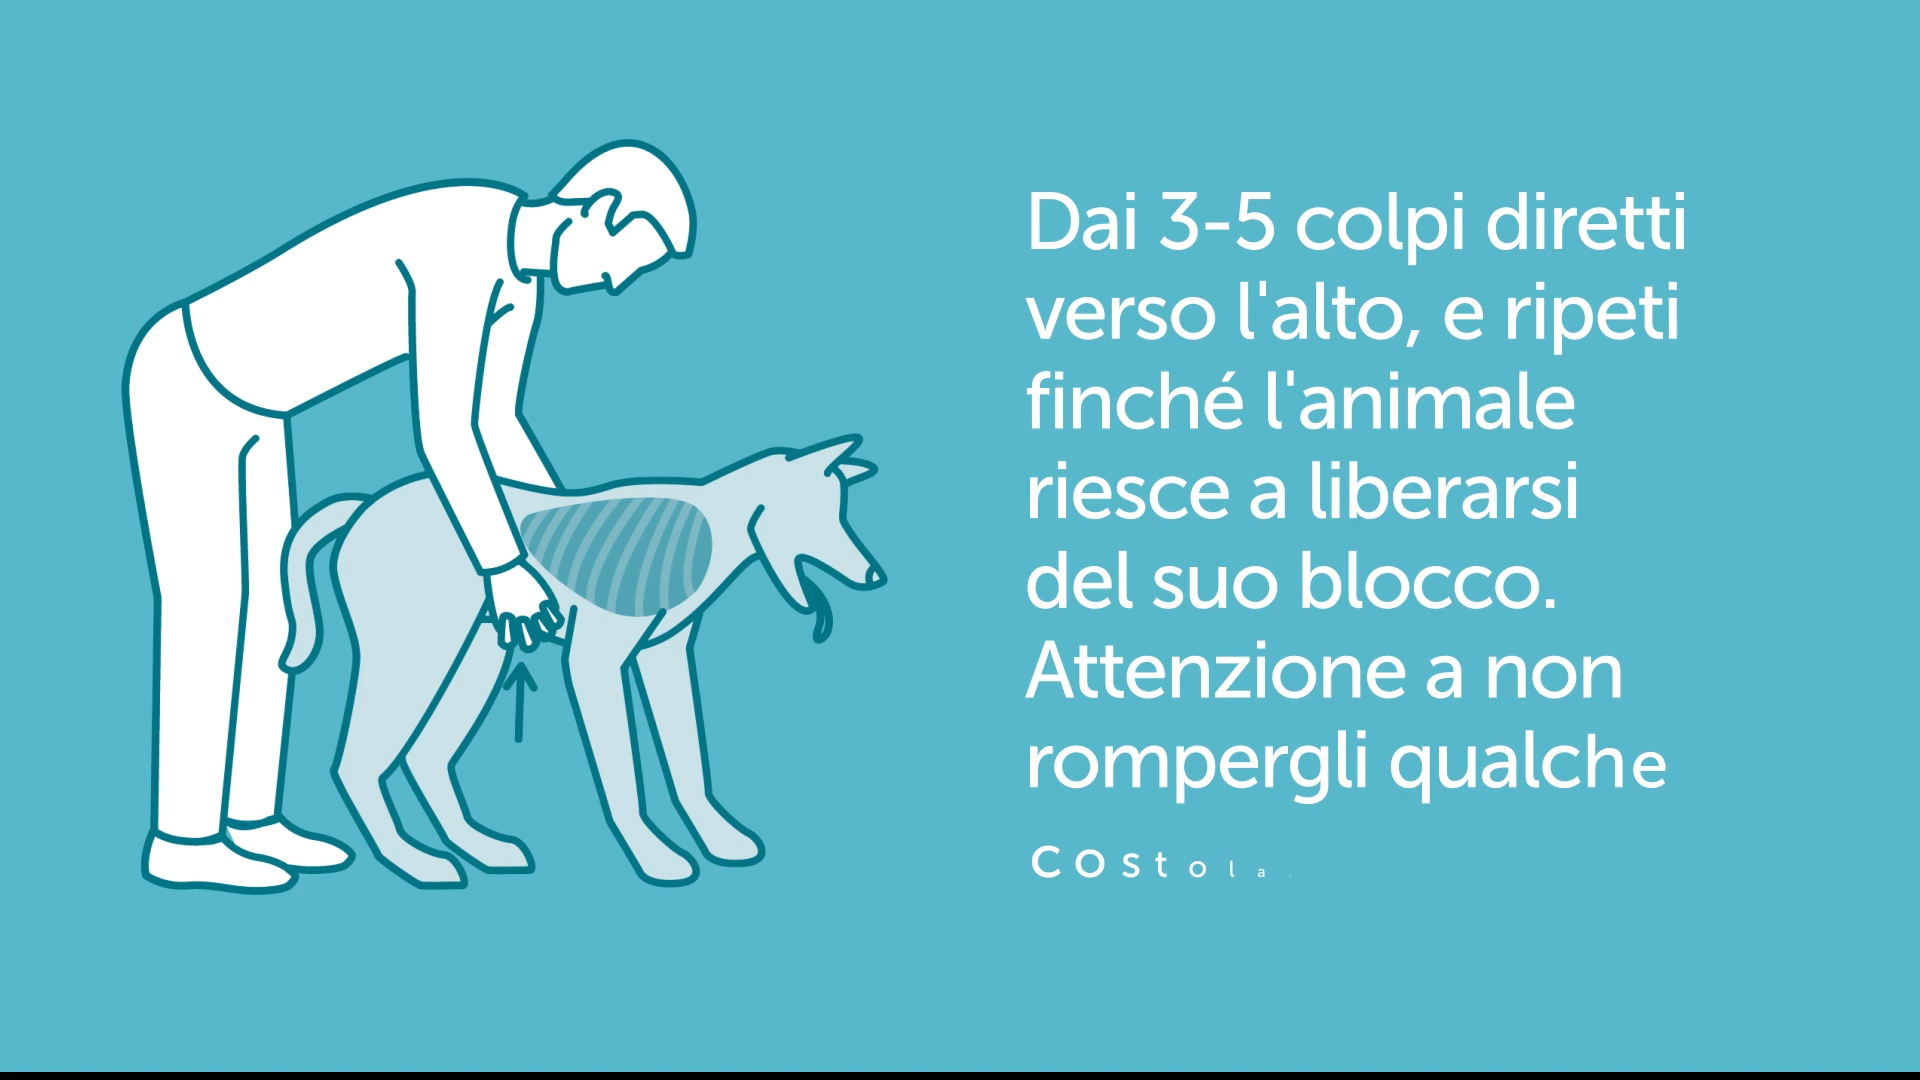 Dai 3-5 colpi diretti
verso l'alto, e ripeti
finché l'animale
riesce a liberarsi
del suo blocco.
Attenzione a non
rompergli qualche
costola.